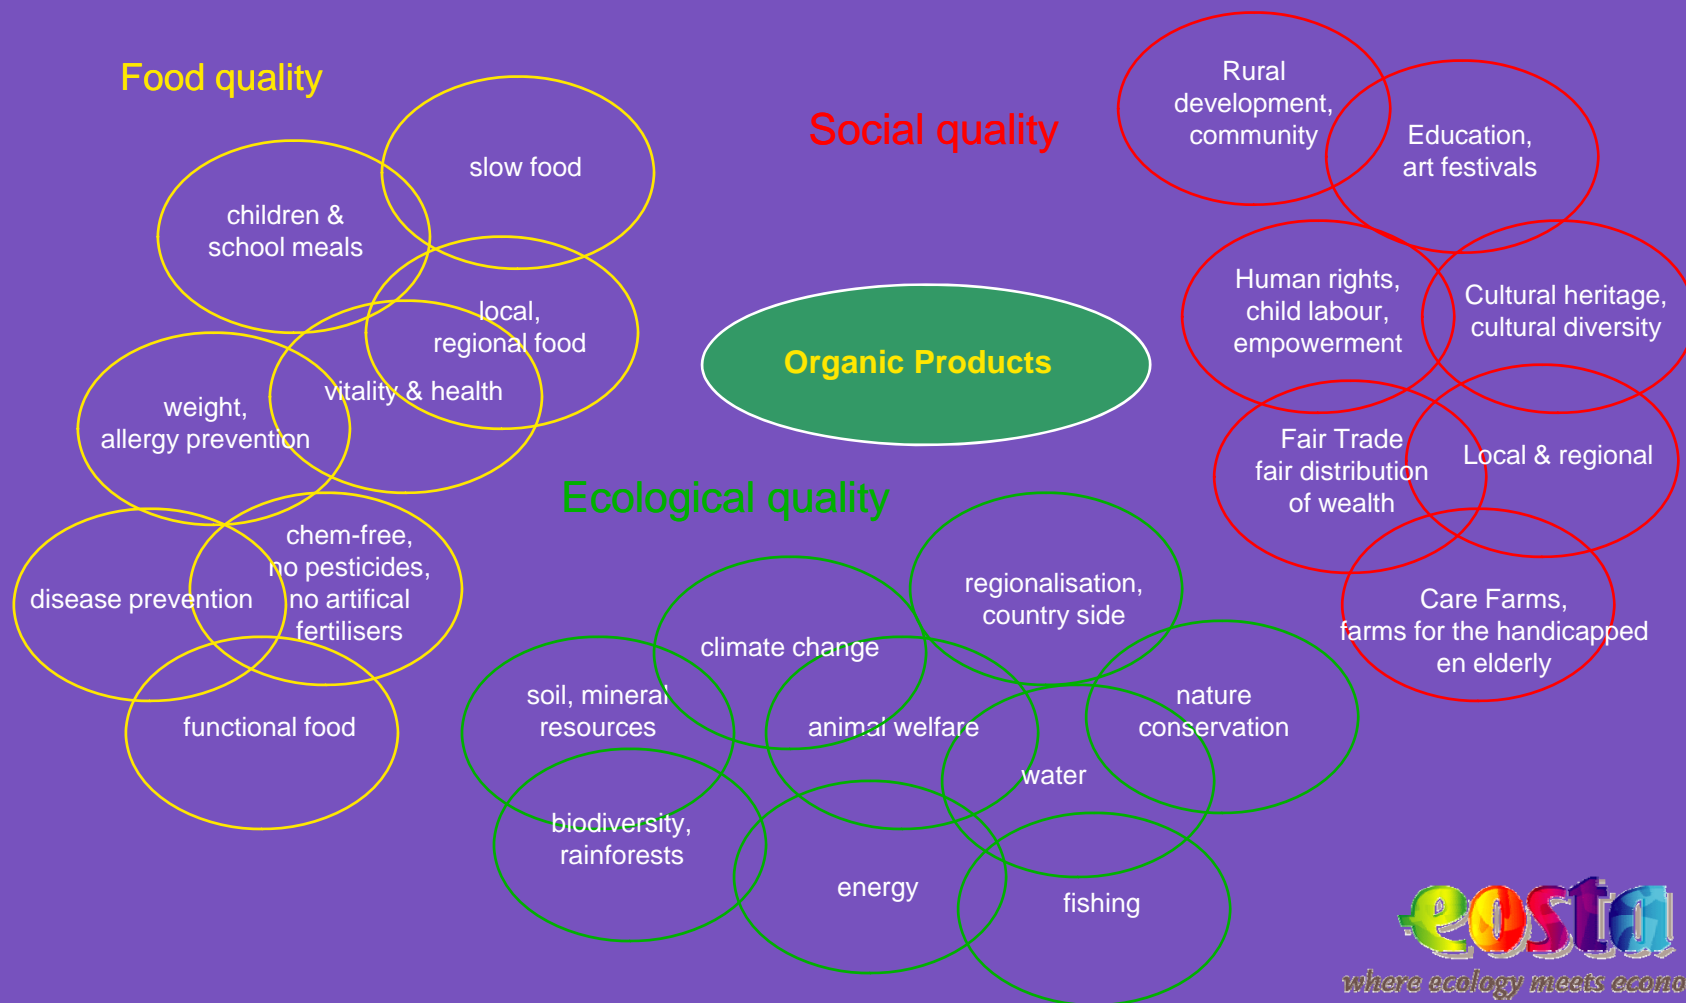 Food quality
slow food
children &
school meals
local,
regional food
vitality & health
weight,
allergy prevention
chem-free,
no pesticides,
no artifical
fertilisers
disease prevention
functional food
Organic Products
Social quality
Rural
development,
community
Education,
art festivals
Human rights,
child labour,
empowerment
Cultural heritage,
cultural diversity
Fair Trade
fair distribution
of wealth
Local & regional
Care Farms,
farms for the handicapped
en elderly
Ecological quality
regionalisation,
country side
climate change
soil, mineral
resources
animal welfare
nature
conservation
water
biodiversity,
rainforests
energy
fishing
eosta
where ecology meets econo